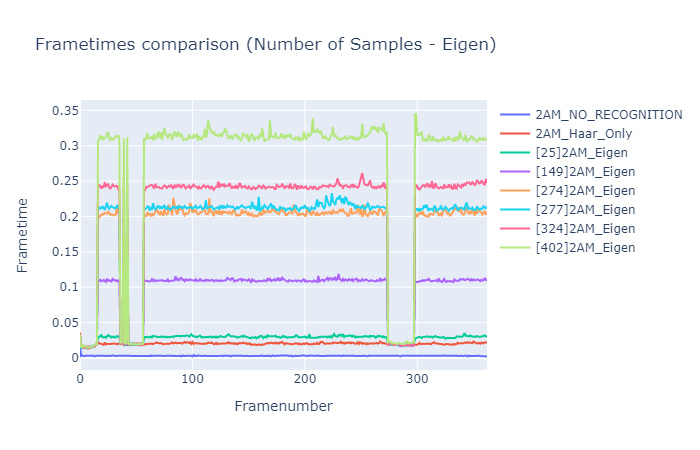 Frametimes comparison (Number of Samples - Eigen)
0.35
0.3
0.25
0.2
0.15
0.1
0.05
0
Frametime
0 100 200 300
Framenumber
2AM_NO_RECOGNITION
2AM_Haar_Only
[25]2AM_Eigen
[149]2AM_Eigen
[274]2AM_Eigen
[277]2AM_Eigen
[324]2AM_Eigen
[402]2AM_Eigen